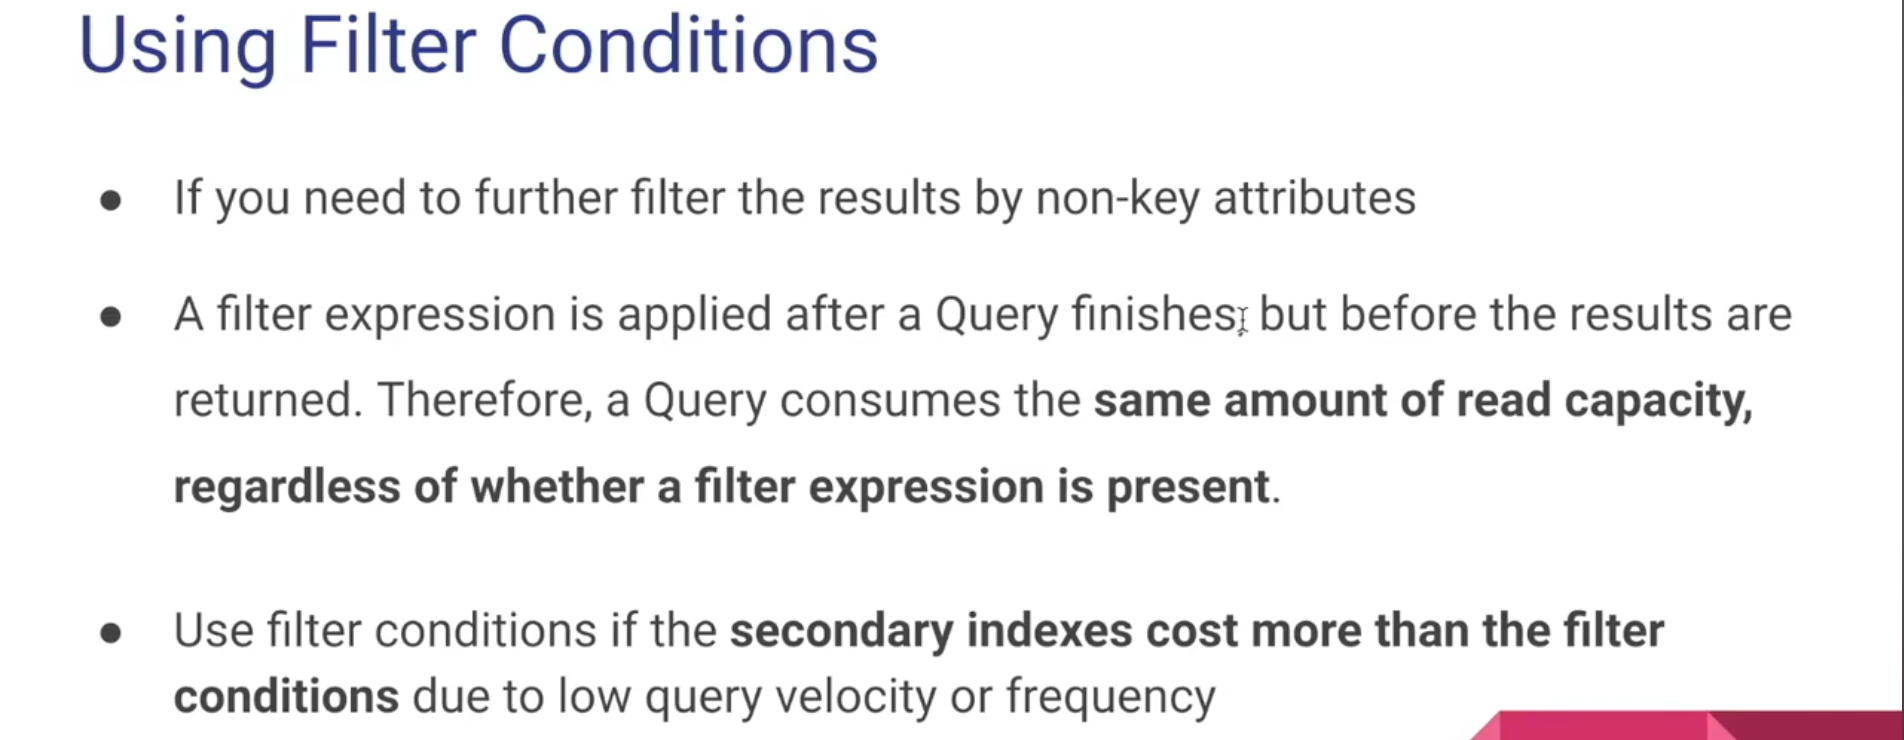 Using Filter Conditions
● If you need to further filter the results by non-key attributes
● A filter expression is applied after a Query finishes, but before the results are
returned. Therefore, a Query consumes the same amount of read capacity,
regardless of whether a filter expression is present.
● Use filter conditions if the secondary indexes cost more than the filter
conditions due to low query velocity or frequency